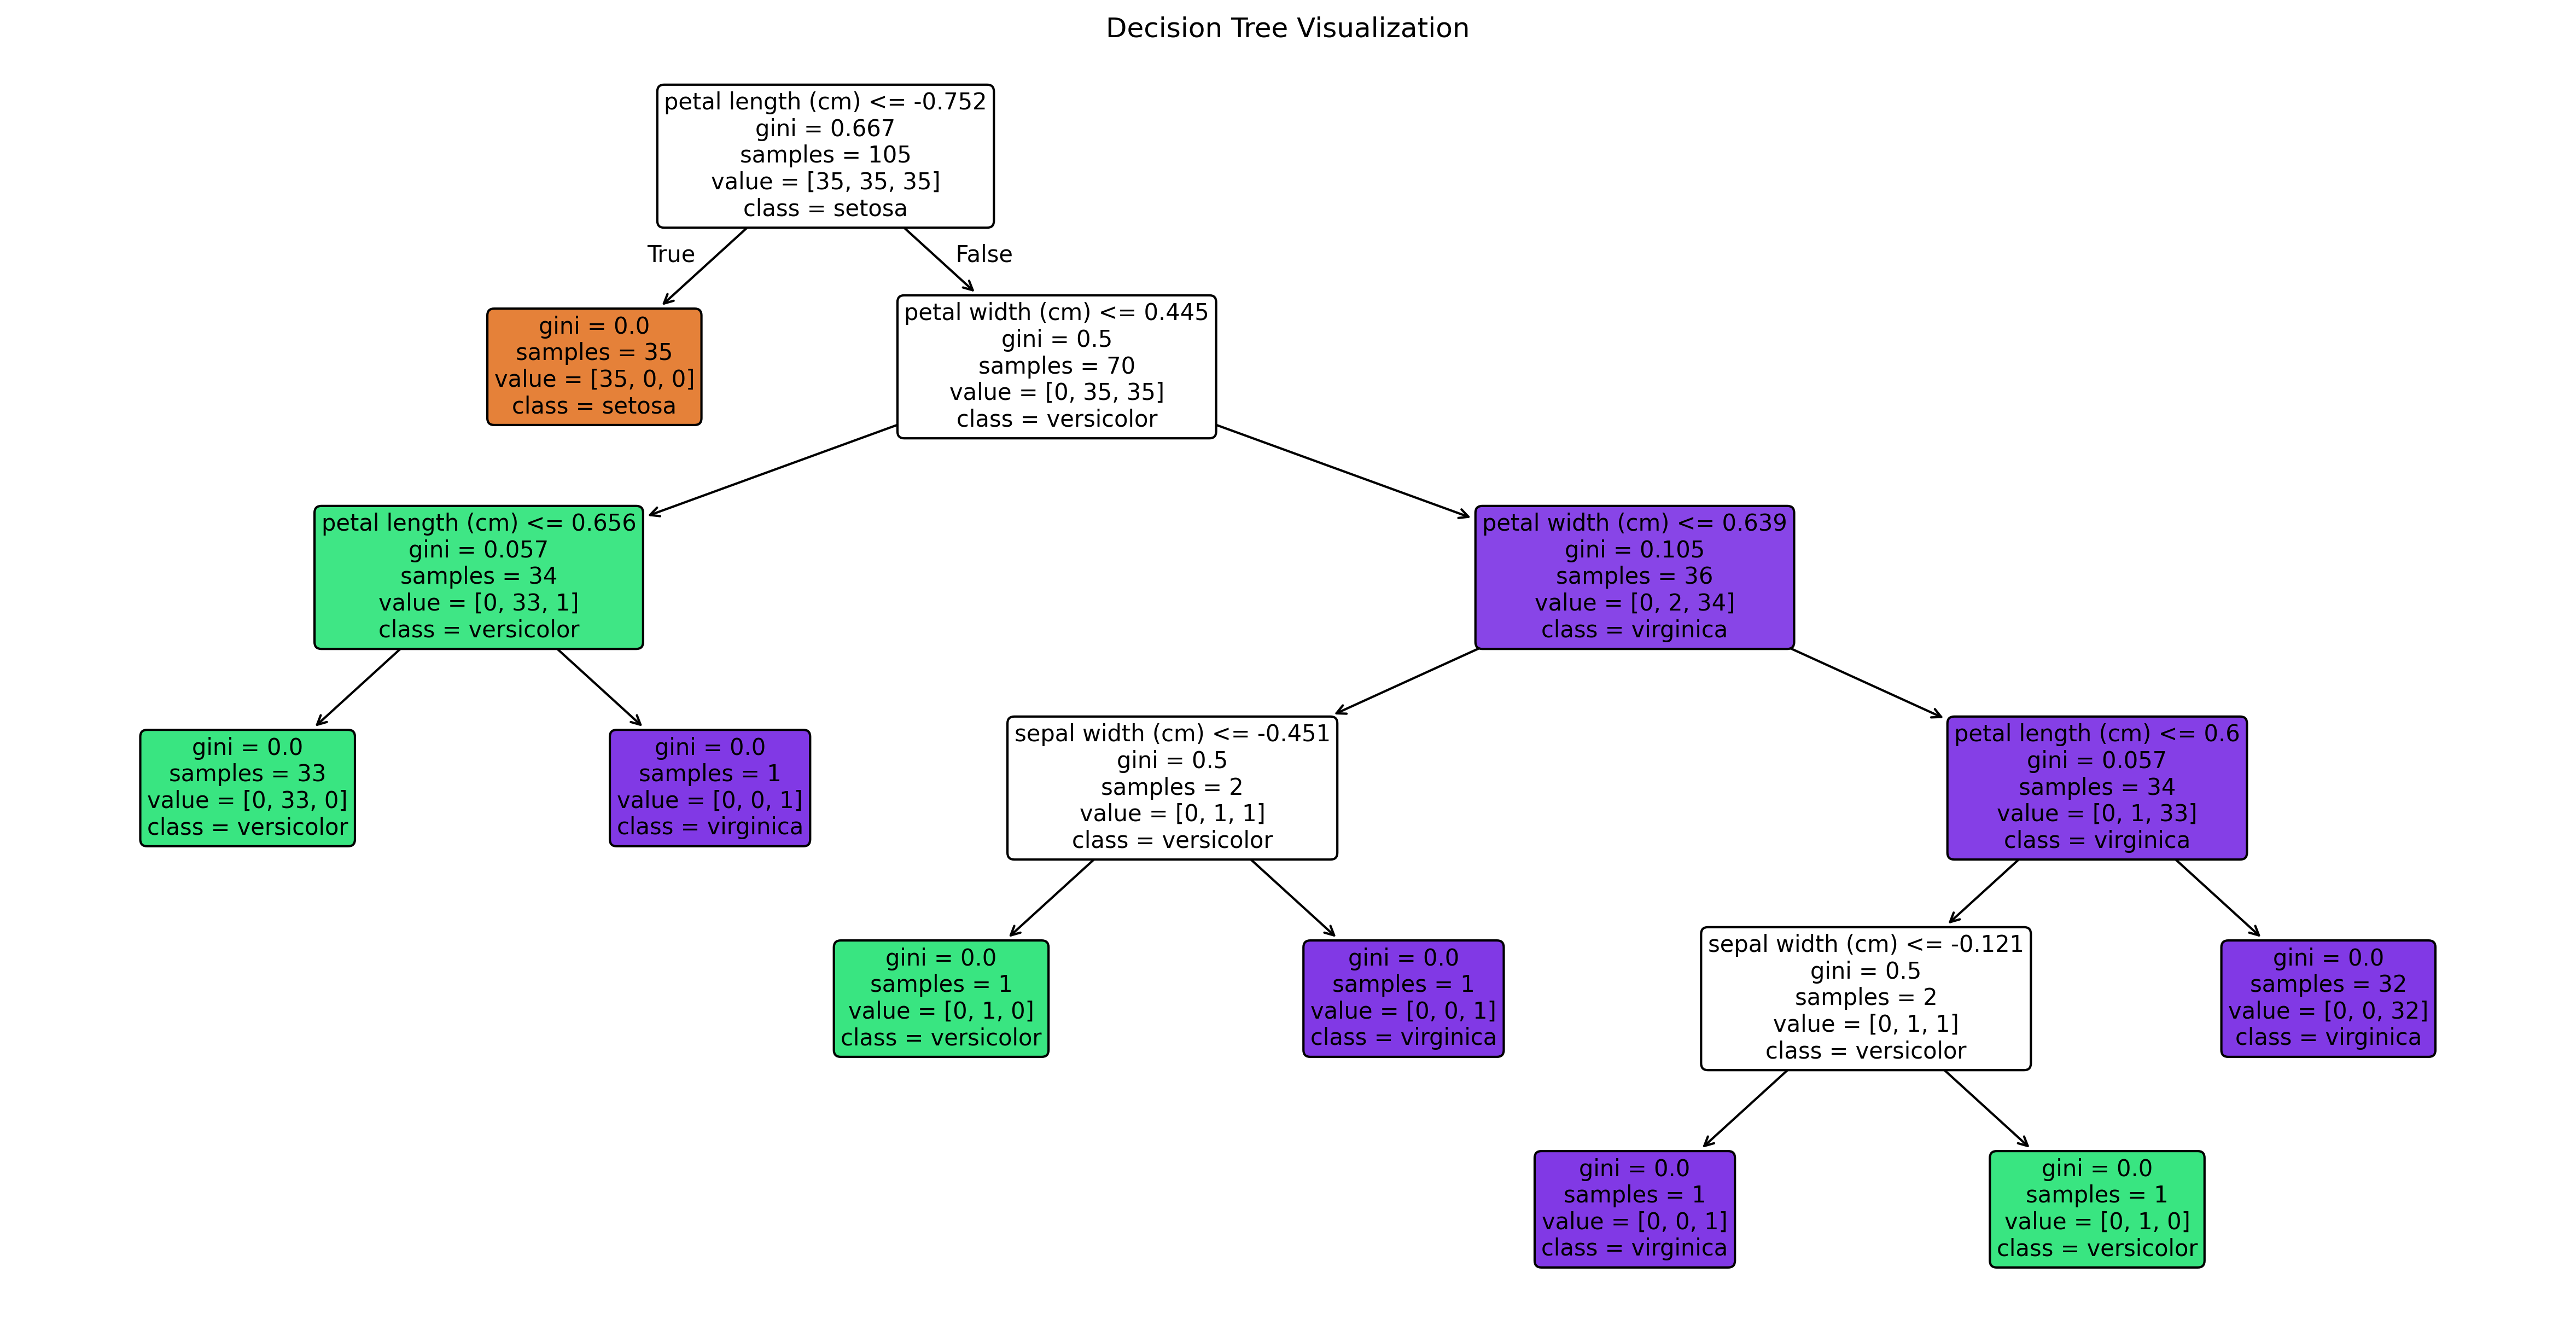 Decision Tree Visualization
petal length (cm) <= -0.752
gini = 0.667
samples = 105
value = [35, 35, 35]
class = setosa
True
False
gini = 0.0
samples = 35
value = [35, 0, 0]
class = setosa
petal width (cm) <= 0.445
gini = 0.5
samples = 70
value = [0, 35, 35]
class = versicolor
petal length (cm) <= 0.656
gini = 0.057
samples = 34
value = [0, 33, 1]
class = versicolor
petal width (cm) <= 0.639
gini = 0.105
samples = 36
value = [0, 2, 34]
class = virginica
gini = 0.0
samples = 33
value = [0, 33, 0]
class = versicolor
gini = 0.0
samples = 1
value = [0, 0, 1]
class = virginica
sepal width (cm) <= -0.451
gini = 0.5
samples = 2
value = [0, 1, 1]
class = versicolor
petal length (cm) <= 0.6
gini = 0.057
samples = 34
value = [0, 1, 33]
class = virginica
gini = 0.0
samples = 1
value = [0, 1, 0]
class = versicolor
gini = 0.0
samples = 1
value = [0, 0, 1]
class = virginica
sepal width (cm) <= -0.121
gini = 0.5
samples = 2
value = [0, 1, 1]
class = versicolor
gini = 0.0
samples = 32
value = [0, 0, 32]
class = virginica
gini = 0.0
samples = 1
value = [0, 0, 1]
class = virginica
gini = 0.0
samples = 1
value = [0, 1, 0]
class = versicolor